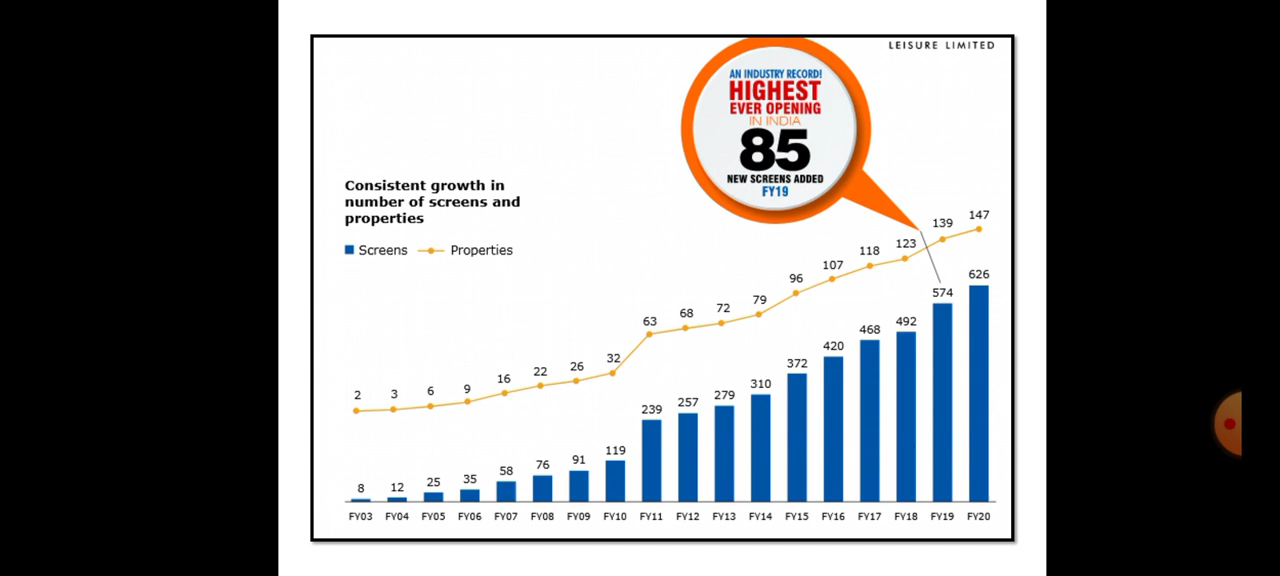 LEISURE LIMITED
AN INDUSTRY RECORD!
HIGHEST
EVER OPENING
IN INDIA
85
NEW SCREENS ADDED
FY19
Consistent growth in
number of screens and
properties
Screens Properties
2 3 6 9 16 22 26 32 63 68 72 79 96 107 118 123 139 147
8 12 25 35 58 76 91 119 239 257 279 310 372 420 468 492 574 626
FY03 FY04 FY05 FY06 FY07 FY08 FY09 FY10 FY11 FY12 FY13 FY14 FY15 FY16 FY17 FY18 FY19 FY20